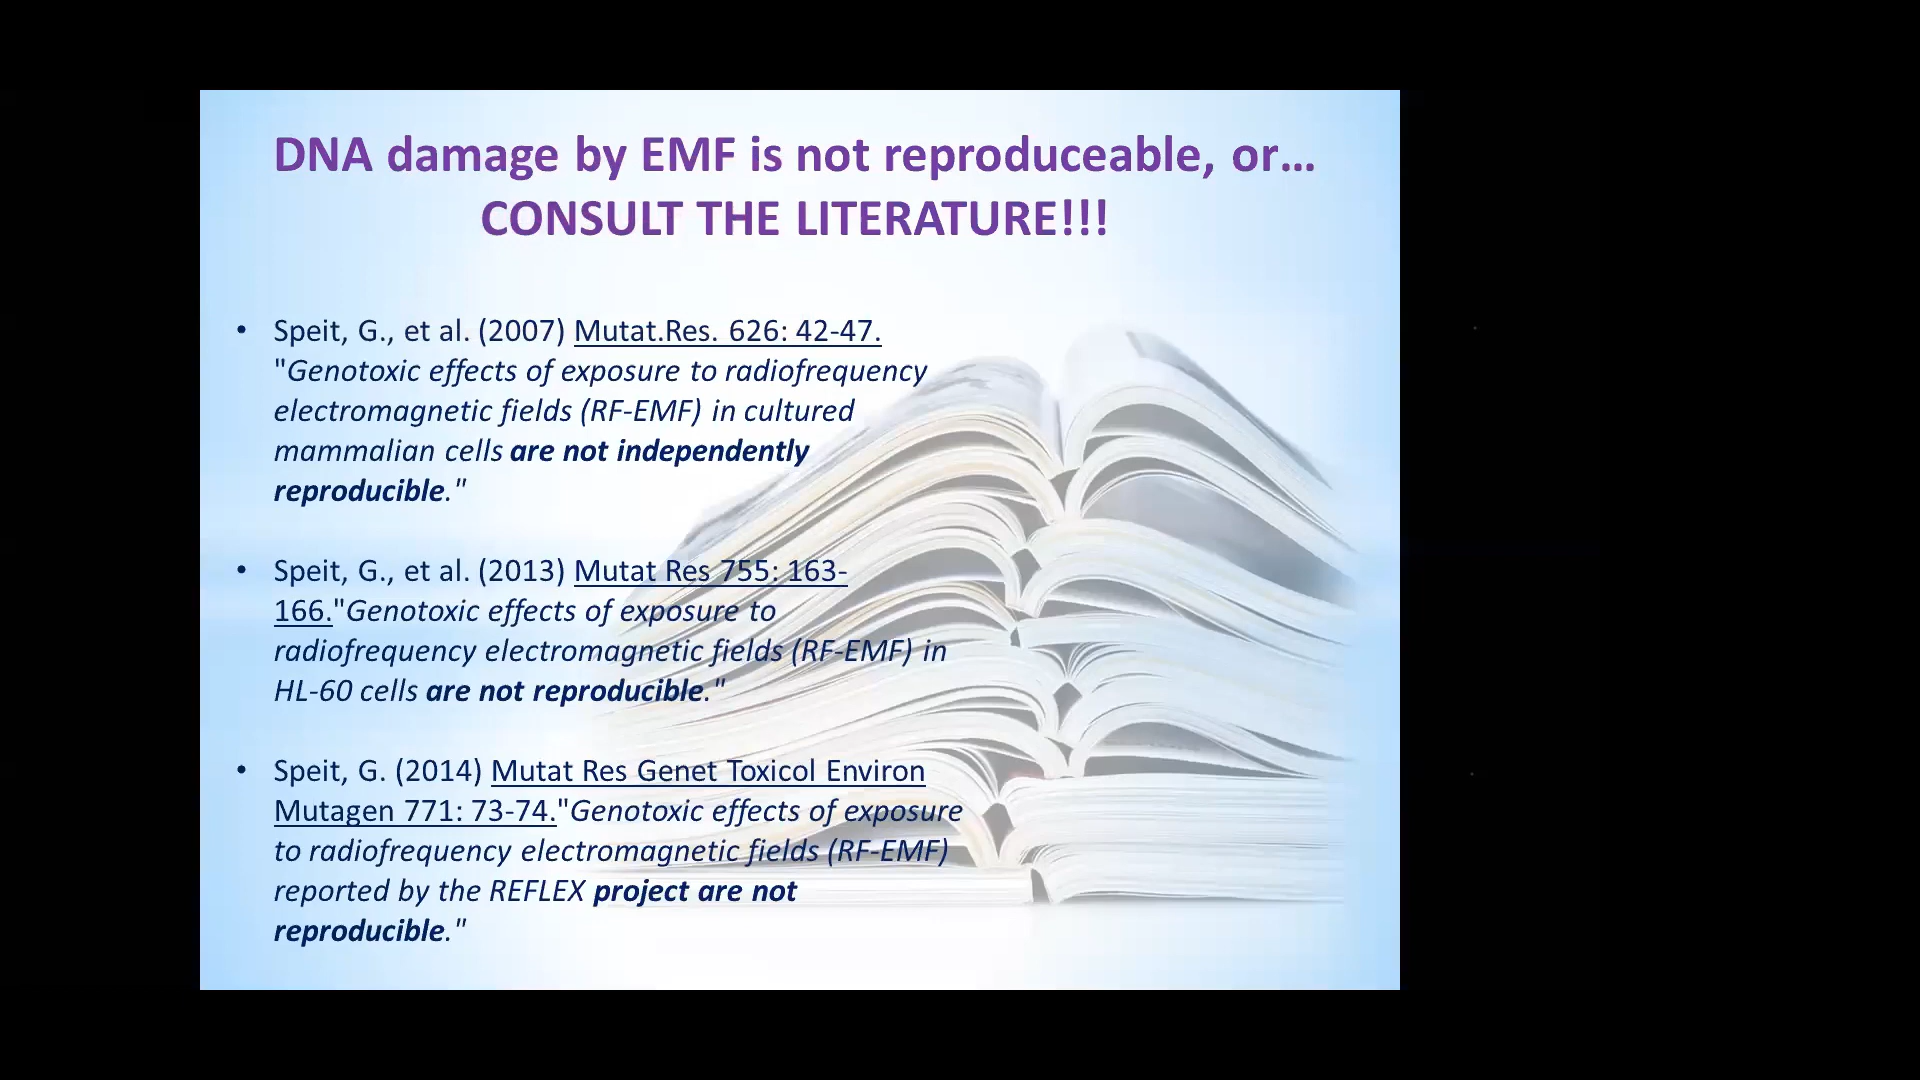 DNA damage by EMF is not reproduceable, or…
CONSULT THE LITERATURE!!!
• Speit, G., et al. (2007) Mutat.Res. 626: 42-47.
"Genotoxic effects of exposure to radiofrequency
electromagnetic fields (RF-EMF) in cultured
mammalian cells are not independently
reproducible."
• Speit, G., et al. (2013) Mutat Res 755: 163-
166."Genotoxic effects of exposure to
radiofrequency electromagnetic fields (RF-EMF) in
HL-60 cells are not reproducible."
• Speit, G. (2014) Mutat Res Genet Toxicol Environ
Mutagen 771: 73-74."Genotoxic effects of exposure
to radiofrequency electromagnetic fields (RF-EMF)
reported by the REFLEX project are not
reproducible."